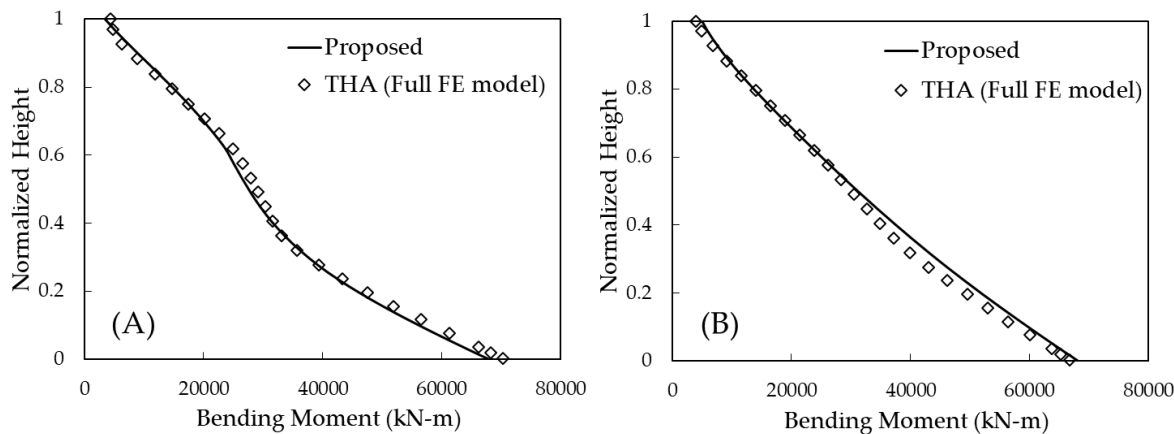 1
0.8
0.6
0.4
0.2
0
Normalized Height
Proposed
THA (Full FE model)
(A)
0 20000 40000 60000 80000
Bending Moment (kN-m)
1
0.8
0.6
0.4
0.2
0
Normalized Height
Proposed
THA (Full FE model)
(B)
0 20000 40000 60000 80000
Bending Moment (kN-m)